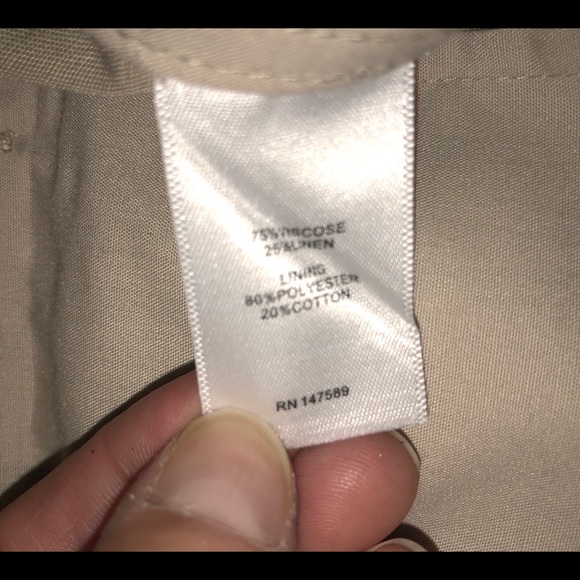 75%VISCOSE
25%LINEN
LINING
80%POLYESTER
20%COTTON
RN 147589